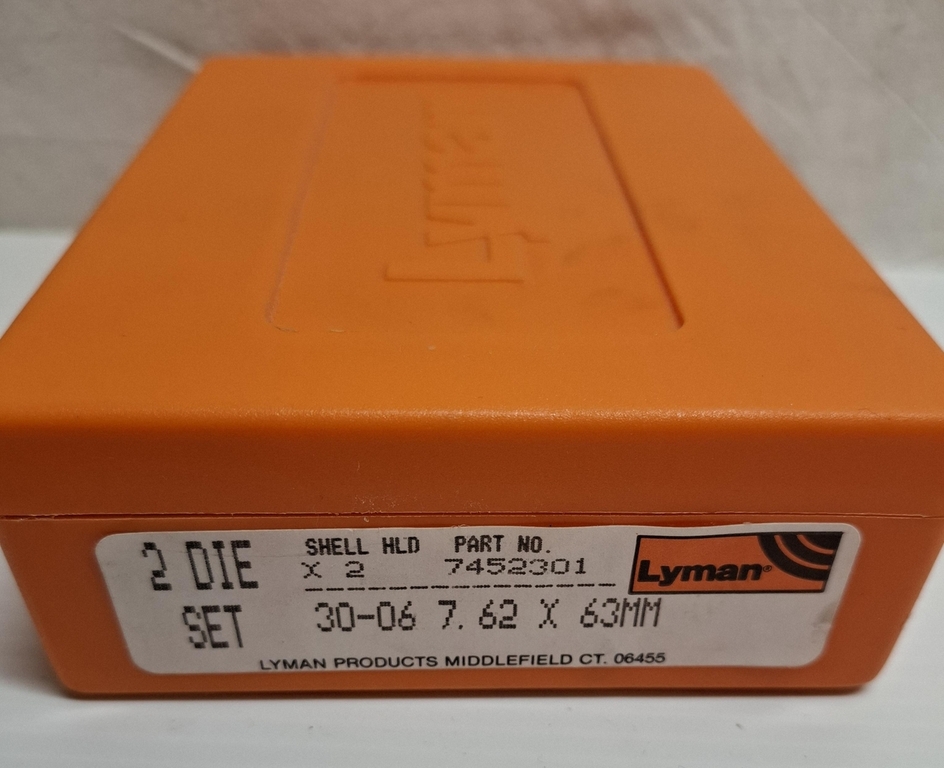 Lyman
2 DIE SET
SHELL HLD PART NO.
X 2 7452301
30-06 7.62 X 63MM
Lyman®
LYMAN PRODUCTS MIDDLEFIELD CT. 06455